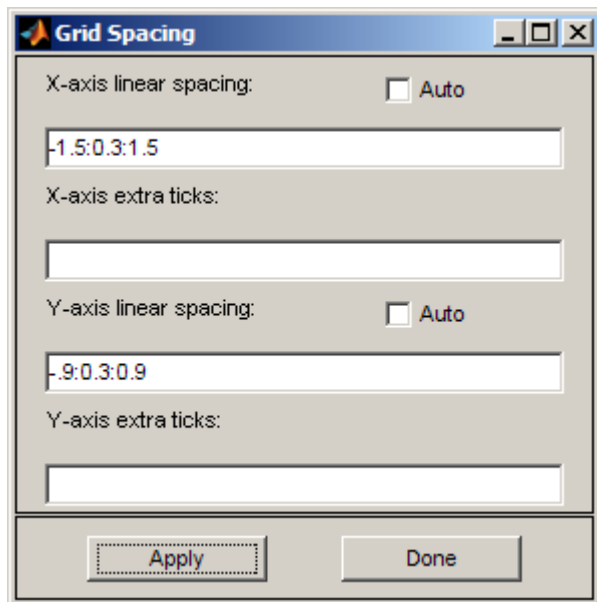 Grid Spacing
X-axis linear spacing: Auto
-1.5:0.3:1.5
X-axis extra ticks:
Y-axis linear spacing: Auto
-.9:0.3:0.9
Y-axis extra ticks:
Apply Done